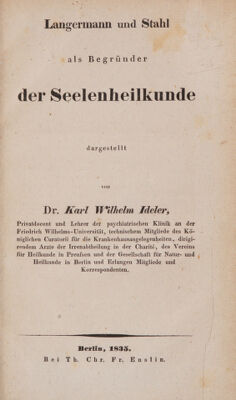 Langermann und Stahl
als Begründer
der Seelenheilkunde
dargestellt
von
Dr. Karl Wilhelm Ideler,
Privatdocent und Lehrer der psychiatrischen Klinik an der
Friedrich Wilhelms-Universität, technischem Mitgliede des Kö-
niglichen Curatorii für die Krankenhausangelegenheiten, dirigi-
rendem Arzte der Irrenabtheilung in der Charité, des Vereins
für Heilkunde in Preußen und der Gesellschaft für Natur- und
Heilkunde in Berlin und Erlangen Mitgliede und
Korrespondenten.
Berlin, 1835.
Bei Th. Chr. Fr. Enslin.